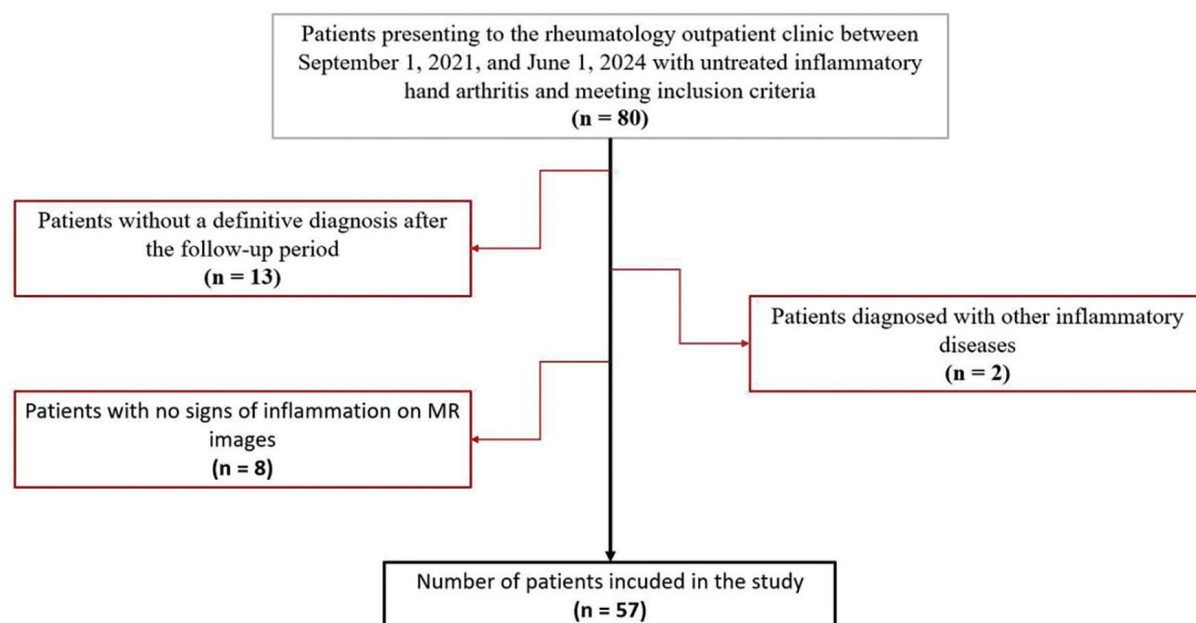 Patients presenting to the rheumatology outpatient clinic between
September 1, 2021, and June 1, 2024 with untreated inflammatory
hand arthritis and meeting inclusion criteria
(n = 80)
Patients without a definitive diagnosis after
the follow-up period
(n = 13)
Patients diagnosed with other inflammatory
diseases
(n = 2)
Patients with no signs of inflammation on MR
images
(n = 8)
Number of patients incuded in the study
(n = 57)